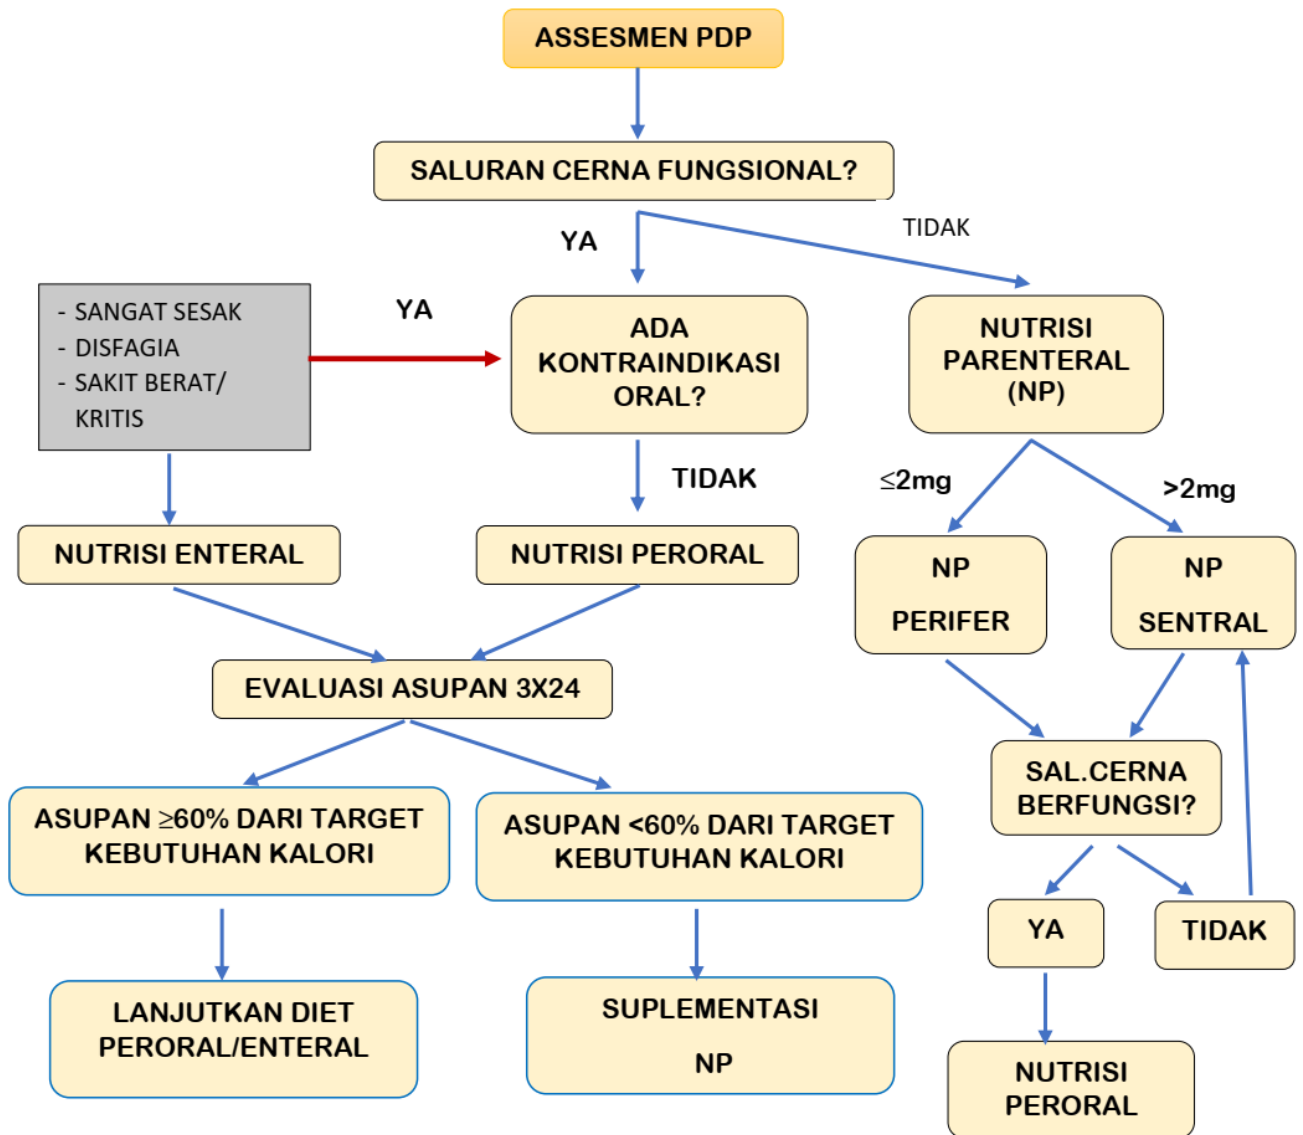 ASSESMEN PDP
SALURAN CERNA FUNGSIONAL?
YA
TIDAK
- SANGAT SESAK
- DISFAGIA
- SAKIT BERAT/
KRITIS
YA
ADA
KONTRAINDIKASI
ORAL?
NUTRISI
PARENTERAL
(NP)
TIDAK
≤2mg
>2mg
NUTRISI ENTERAL
NUTRISI PERORAL
NP
PERIFER
NP
SENTRAL
EVALUASI ASUPAN 3X24
SAL.CERNA
BERFUNGSI?
ASUPAN ≥60% DARI TARGET
KEBUTUHAN KALORI
ASUPAN <60% DARI TARGET
KEBUTUHAN KALORI
YA
TIDAK
LANJUTKAN DIET
PERORAL/ENTERAL
SUPLEMENTASI
NP
NUTRISI
PERORAL